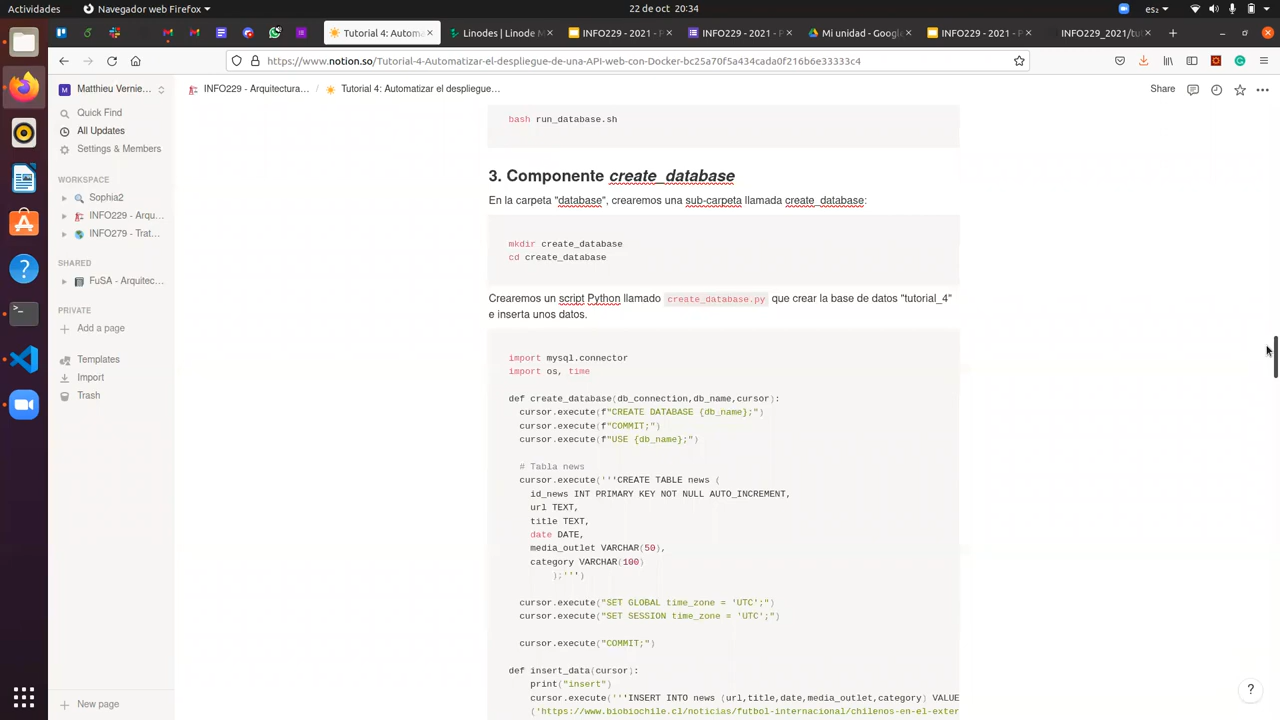 Actividades
Navegador web Firefox
22 de oct 20:34
es₂
Tutorial 4: Autom
Linodes | Linode M
INFO229 - 2021 - P
INFO229 - 2021 - P
Mi unidad - Google
INFO229 - 2021 - P
INFO229_2021/tut
https://www.notion.so/Tutorial-4-Automatizar-el-despliegue-de-una-API-web-con-Docker-bc25a70f5a434cada0f216b6e33333c4
Matthieu Vernie...
INFO229 - Arquitectura...
/
Tutorial 4: Automatizar el despliegue...
Share
Quick Find
All Updates
Settings & Members
WORKSPACE
Sophia2
INFO229 - Arqu...
INFO279 - Trat...
SHARED
FuSA - Arquitec...
PRIVATE
Add a page
Templates
Import
Trash
New page
bash run_database.sh
3. Componente create_database
En la carpeta "database", crearemos una sub-carpeta llamada create_database:
mkdir create_database
cd create_database
Crearemos un script Python llamado create_database.py que crear la base de datos "tutorial_4"
e inserta unos datos.
import mysql.connector
import os, time
def create_database(db_connection,db_name,cursor):
cursor.execute(f"CREATE DATABASE {db_name};")
cursor.execute(f"COMMIT;")
cursor.execute(f"USE {db_name};")
# Tabla news
cursor.execute('''CREATE TABLE news (
id_news INT PRIMARY KEY NOT NULL AUTO_INCREMENT,
url TEXT,
title TEXT,
date DATE,
media_outlet VARCHAR(50),
category VARCHAR(100)
);''')
cursor.execute("SET GLOBAL time_zone = 'UTC';")
cursor.execute("SET SESSION time_zone = 'UTC';")
cursor.execute("COMMIT;")
def insert_data(cursor):
print("insert")
cursor.execute('''INSERT INTO news (url,title,date,media_outlet,category) VALUE
('https://www.biobiochile.cl/noticias/futbol-internacional/chilenos-en-el-exter
?